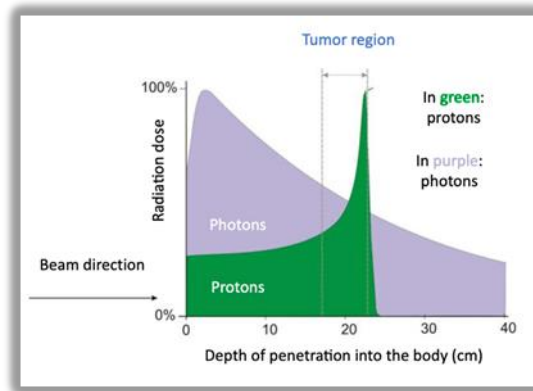 Tumor region
100%
Radiation dose
0%
In green:
protons
In purple:
photons
Photons
Protons
Beam direction
0
10
20
30
40
Depth of penetration into the body (cm)